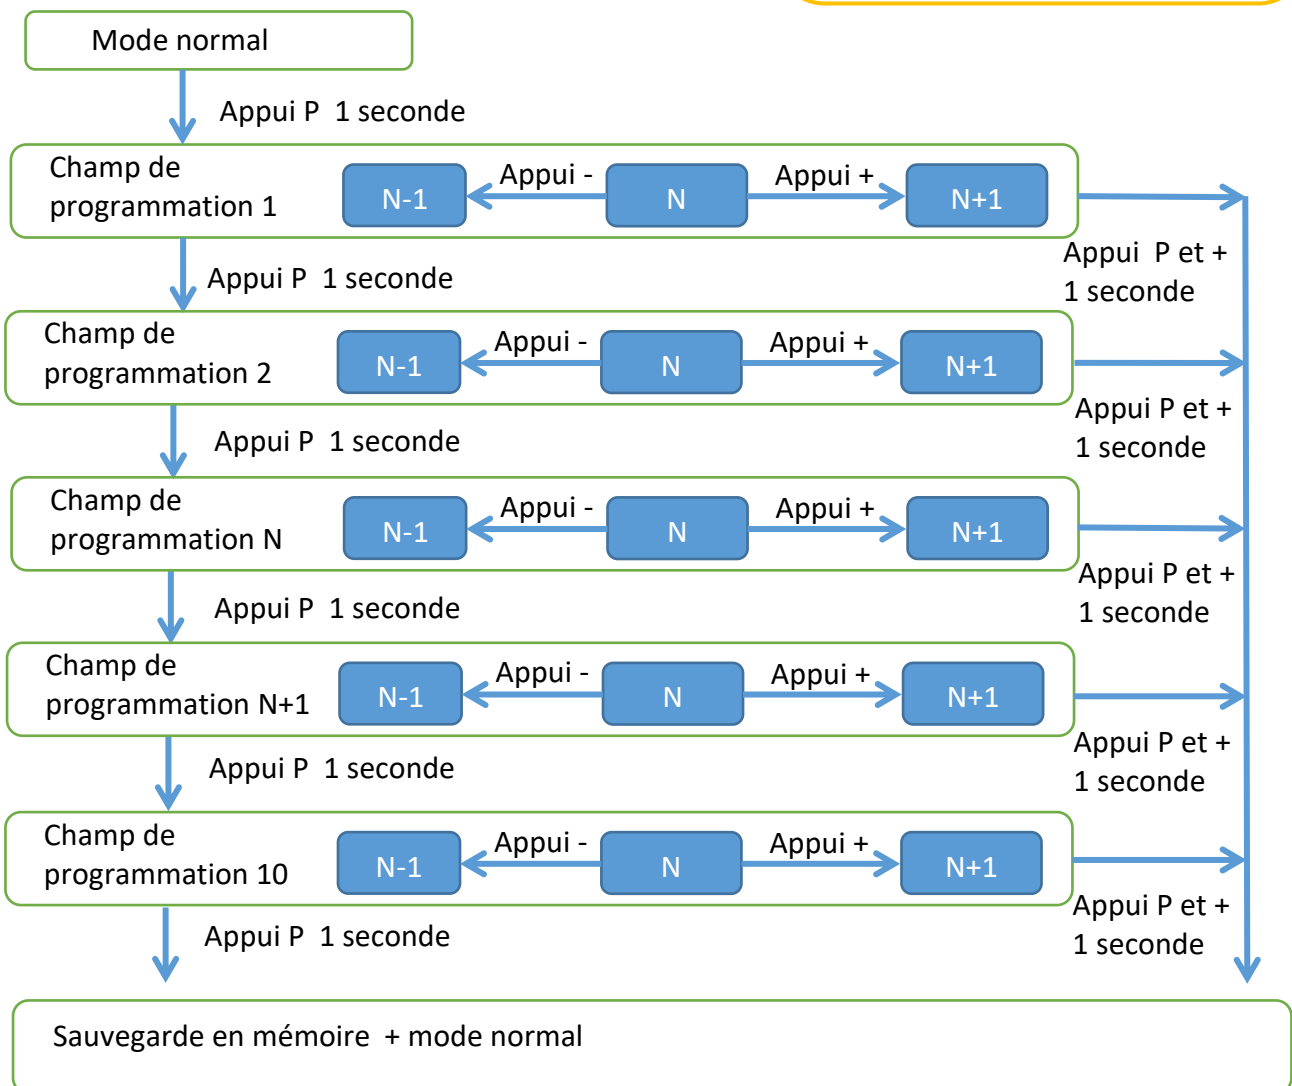 Mode normal
Appui P 1 seconde
Champ de
programmation 1
N-1
Appui -
N
Appui +
N+1
Appui P et +
1 seconde
Appui P 1 seconde
Champ de
programmation 2
N-1
Appui -
N
Appui +
N+1
Appui P et +
1 seconde
Appui P 1 seconde
Champ de
programmation N
N-1
Appui -
N
Appui +
N+1
Appui P et +
1 seconde
Appui P 1 seconde
Champ de
programmation N+1
N-1
Appui -
N
Appui +
N+1
Appui P et +
1 seconde
Appui P 1 seconde
Champ de
programmation 10
N-1
Appui -
N
Appui +
N+1
Appui P et +
1 seconde
Appui P 1 seconde
Sauvegarde en mémoire + mode normal